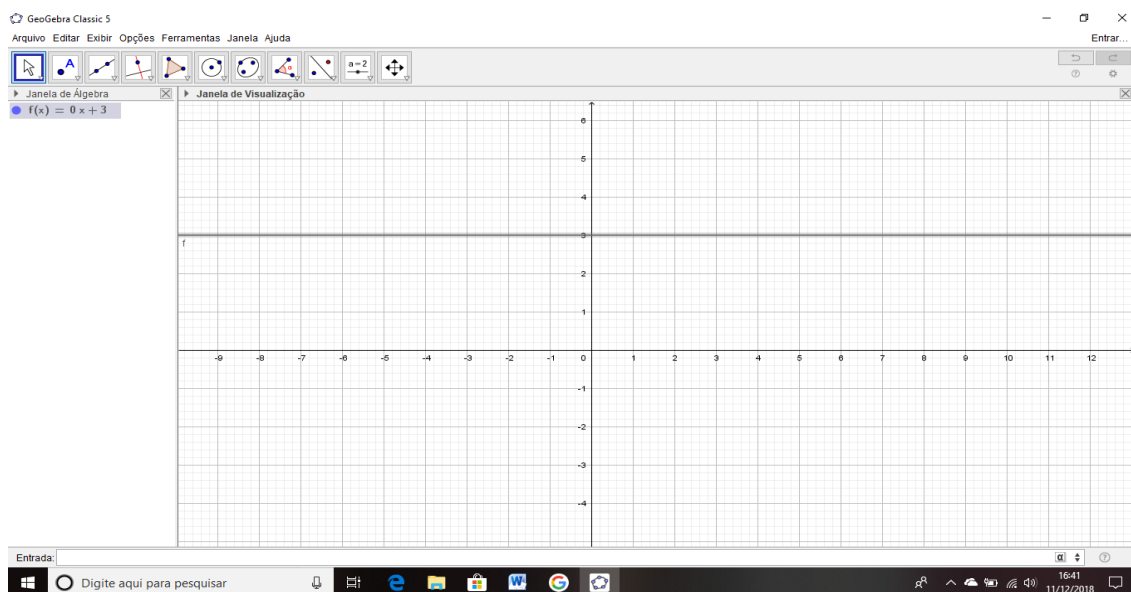 GeoGebra Classic 5
Arquivo Editar Exibir Opções Ferramentas Janela Ajuda Entrar...
A
a=2
Janela de Álgebra
Janela de Visualização
f(x) = 0 x + 3
6
5
4
3
f
2
1
-9 -8 -7 -6 -5 -4 -3 -2 -1 0 1 2 3 4 5 6 7 8 9 10 11 12
-1
-2
-3
-4
Entrada: α
Digite aqui para pesquisar
16:41
11/12/2018